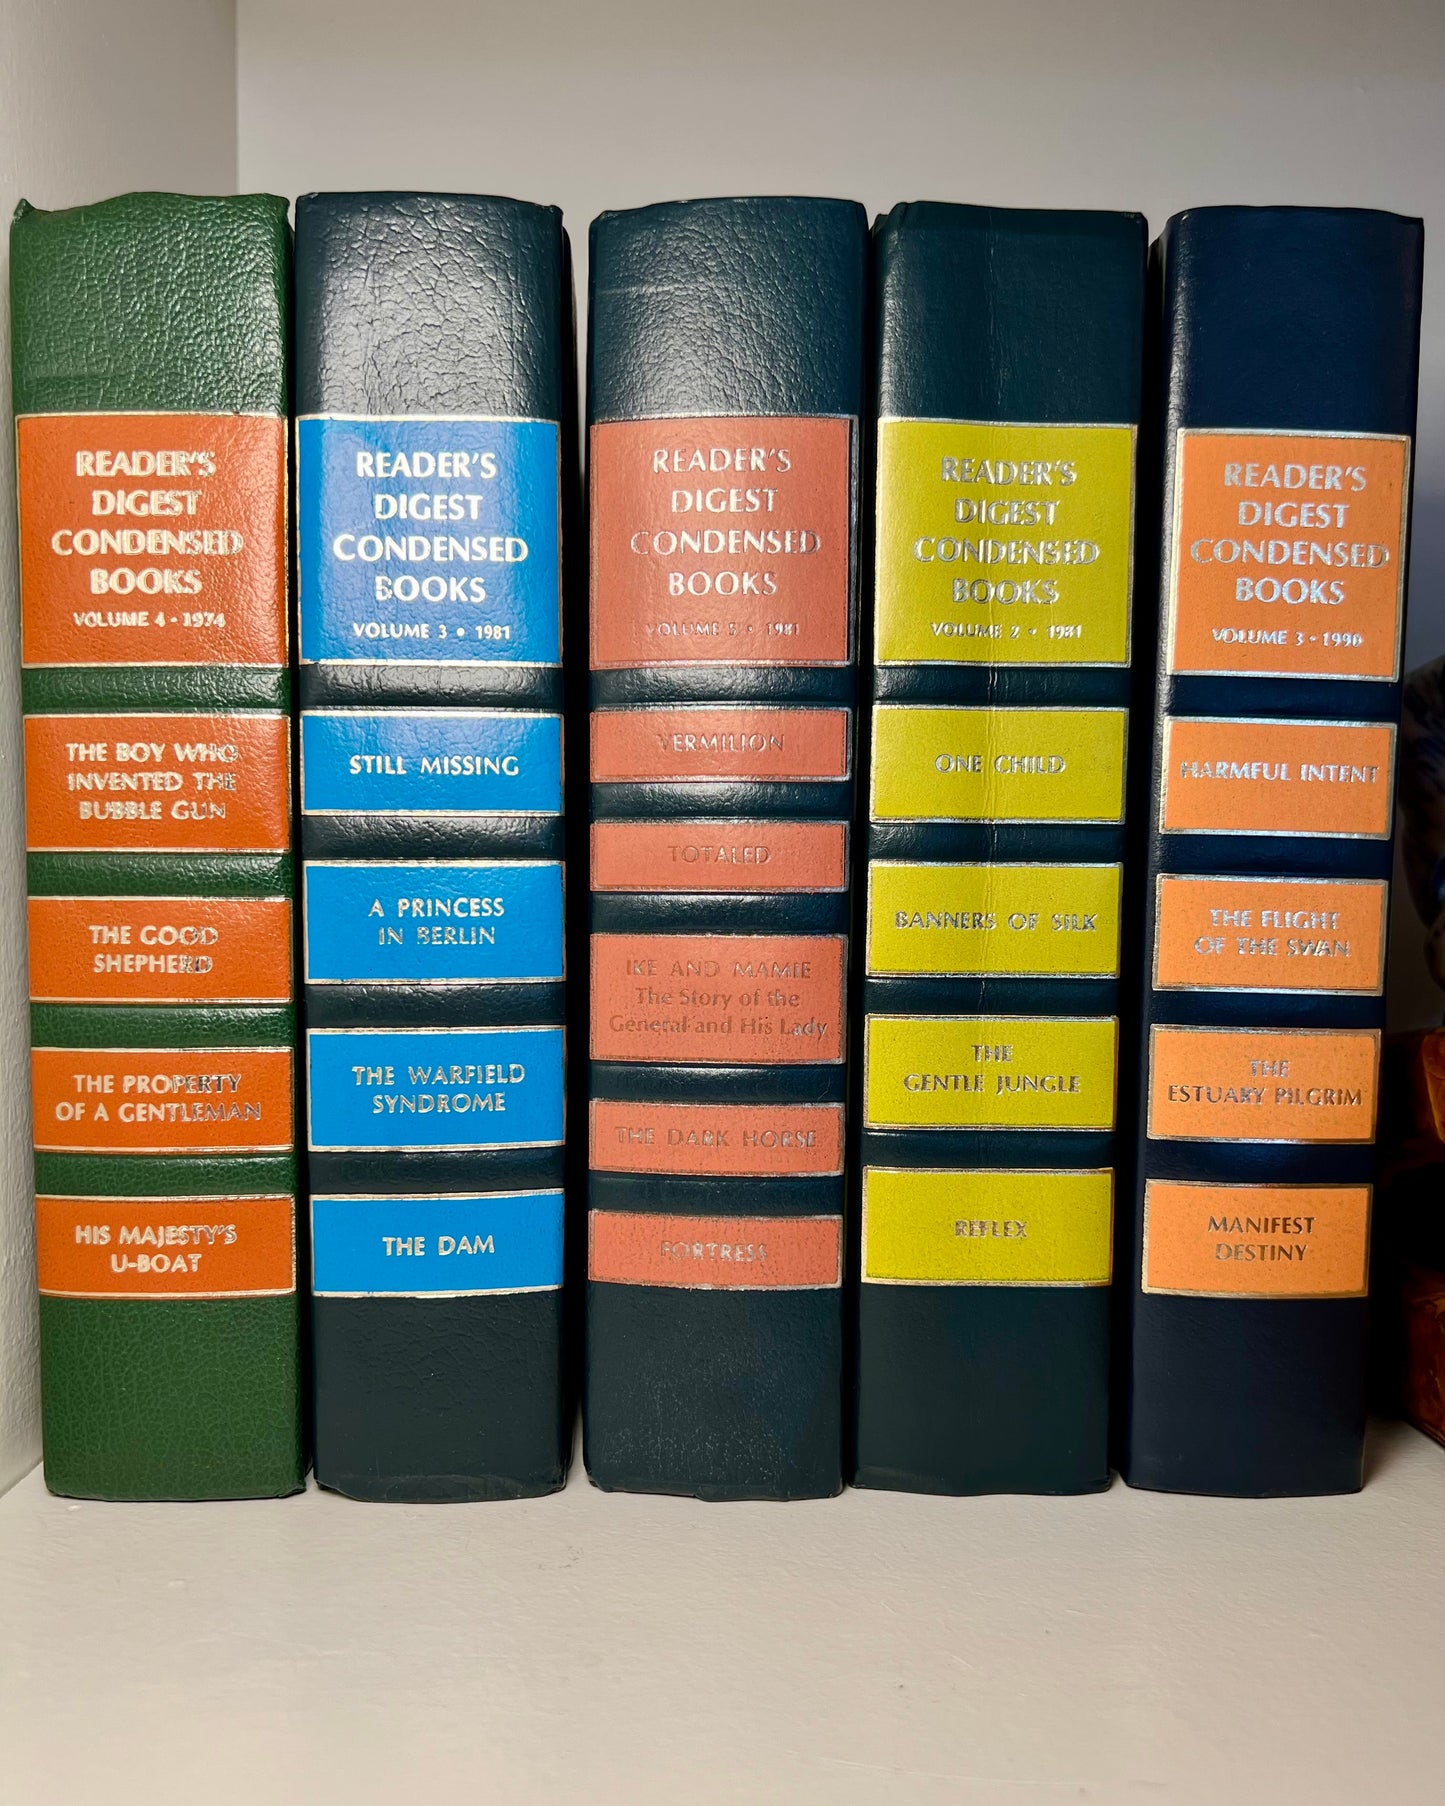 READER'S
DIGEST
CONDENSED
BOOKS
VOLUME 4 • 1974
THE BOY WHO
INVENTED THE
BUBBLE GUN
THE GOOD
SHEPHERD
THE PROPERTY
OF A GENTLEMAN
HIS MAJESTY'S
U-BOAT
READER'S
DIGEST
CONDENSED
BOOKS
VOLUME 3 • 1981
STILL MISSING
A PRINCESS
IN BERLIN
THE WARFIELD
SYNDROME
THE DAM
READER'S
DIGEST
CONDENSED
BOOKS
VOLUME 5 • 1981
VERMILION
TOTALED
IKE AND MAMIE
The Story of the
General and His Lady
THE DARK HORSE
FORTRESS
READER'S
DIGEST
CONDENSED
BOOKS
VOLUME 2 • 1981
ONE CHILD
BANNERS OF SILK
THE
GENTLE JUNGLE
REFLEX
READER'S
DIGEST
CONDENSED
BOOKS
VOLUME 3 • 1990
HARMFUL INTENT
THE FLIGHT
OF THE SWAN
THE
ESTUARY PILGRIM
MANIFEST
DESTINY